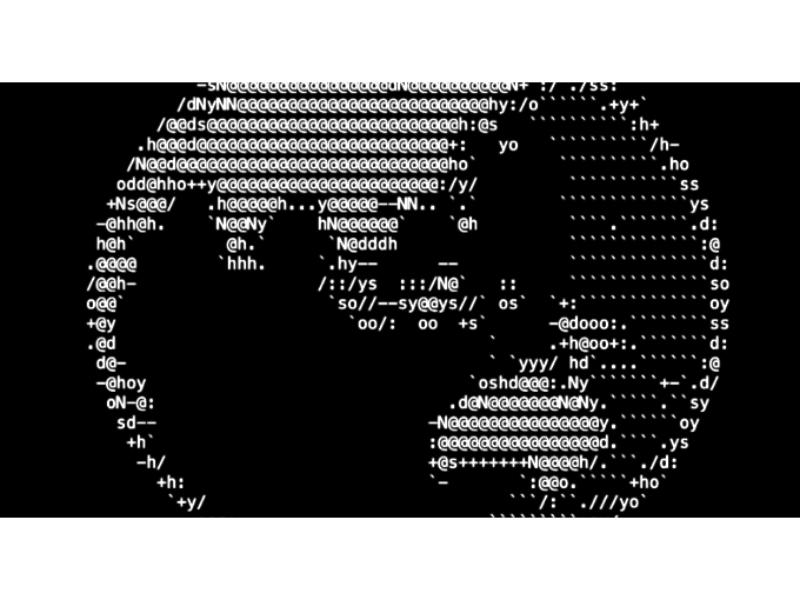 -sN@@@@@@@@@@@@@@@@dN@@@@@@@@@@N+ :/ ./ss:
/dNyNN@@@@@@@@@@@@@@@@@@@@@@@@@hy:/o``````.+y+`
/@@ds@@@@@@@@@@@@@@@@@@@@@@@@@h:@s   ``````````:h+
.h@@@d@@@@@@@@@@@@@@@@@@@@@@@@@+:   yo   ``````````/h-
/N@@d@@@@@@@@@@@@@@@@@@@@@@@@@@@ho`        ``````````.ho
odd@hho++y@@@@@@@@@@@@@@@@@@@@@@:/y/         ```````````ss
+Ns@@@/   .h@@@@@h...y@@@@@--NN.. `.`        `````````````ys
-@hh@h.    `N@@Ny`    hN@@@@@@`    `@h         ````.```````.d:
h@h`         @h.`      `N@dddh                 `````````````:@
.@@@@        `hhh.     `.hy--      --           ``````````````d:
/@@h-                  /::/ys  :::/N@`   ::     ``````````````so
o@@`                    `so//--sy@@ys//` os`  `+:`````````````oy
+@y                       `oo/:  oo  +s`      -@dooo:.````````ss
.@d                                     `     .+h@oo+:.```````d:
d@-                                     ` `yyy/ hd`....``````:@
-@hoy                                `oshd@@@:.Ny```````+-`.d/
oN-@:                             .d@N@@@@@@@N@Ny.`````.``sy
sd--                           -N@@@@@@@@@@@@@@@y.``````oy
+h`                            :@@@@@@@@@@@@@@@@d.````.ys
-h/                          +@s+++++++N@@@@h/.```./d:
+h:                        `-       `:@@o.`````+ho`
`+y/                              ```/:``.///yo`